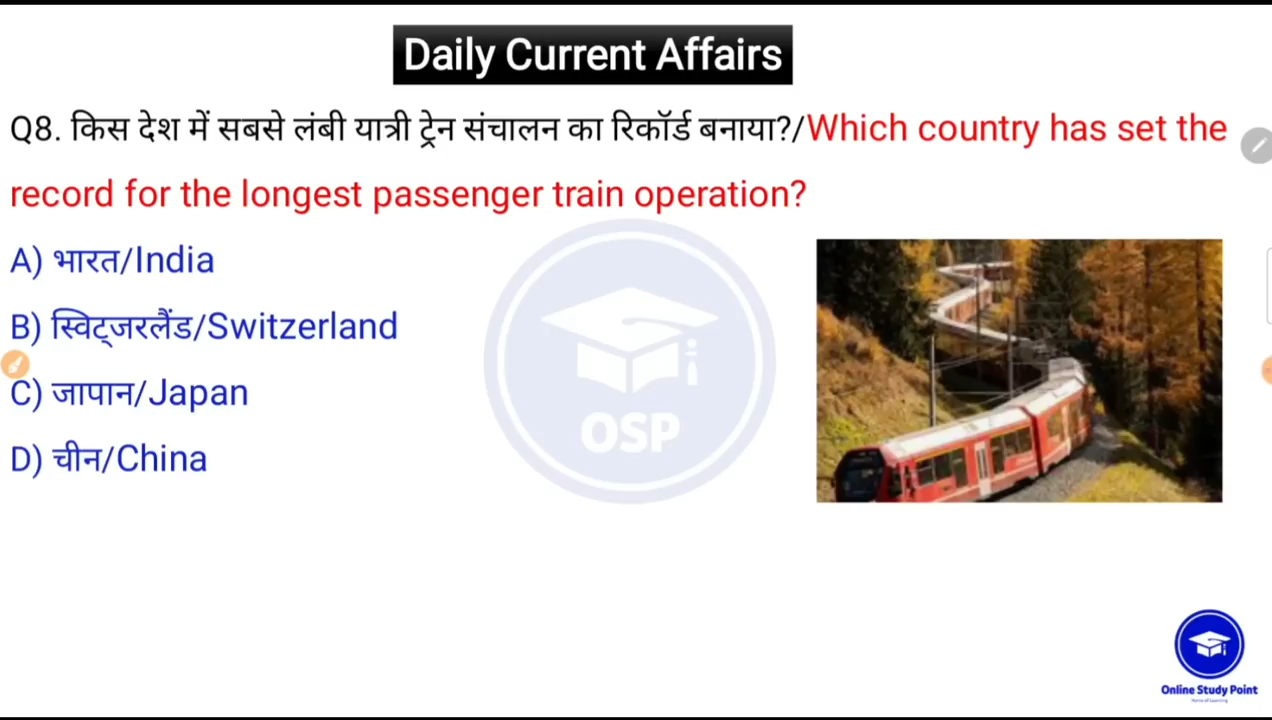 Daily Current Affairs
Q8. किस देश में सबसे लंबी यात्री ट्रेन संचालन का रिकॉर्ड बनाया?/Which country has set the
record for the longest passenger train operation?
A) भारत/India
B) स्विट्जरलैंड/Switzerland
C) जापान/Japan
D) चीन/China
OSP
Online Study Point